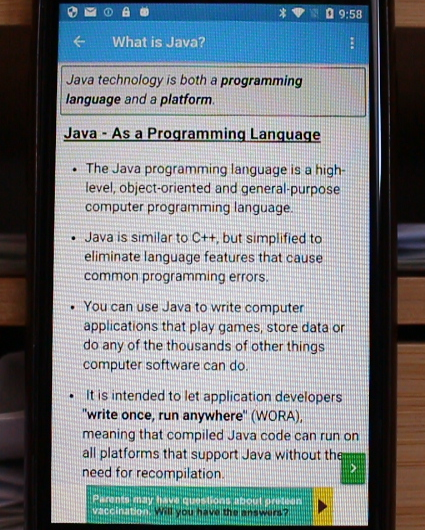 9:58
What is Java?
Java technology is both a programming
language and a platform.
Java - As a Programming Language
• The Java programming language is a high-
level, object-oriented and general-purpose
computer programming language.
• Java is similar to C++, but simplified to
eliminate language features that cause
common programming errors.
• You can use Java to write computer
applications that play games, store data or
do any of the thousands of other things
computer software can do.
• It is intended to let application developers
"write once, run anywhere" (WORA),
meaning that compiled Java code can run on
all platforms that support Java without the
need for recompilation.
Parents may have questions about preteen
vaccination. Will you have the answers?